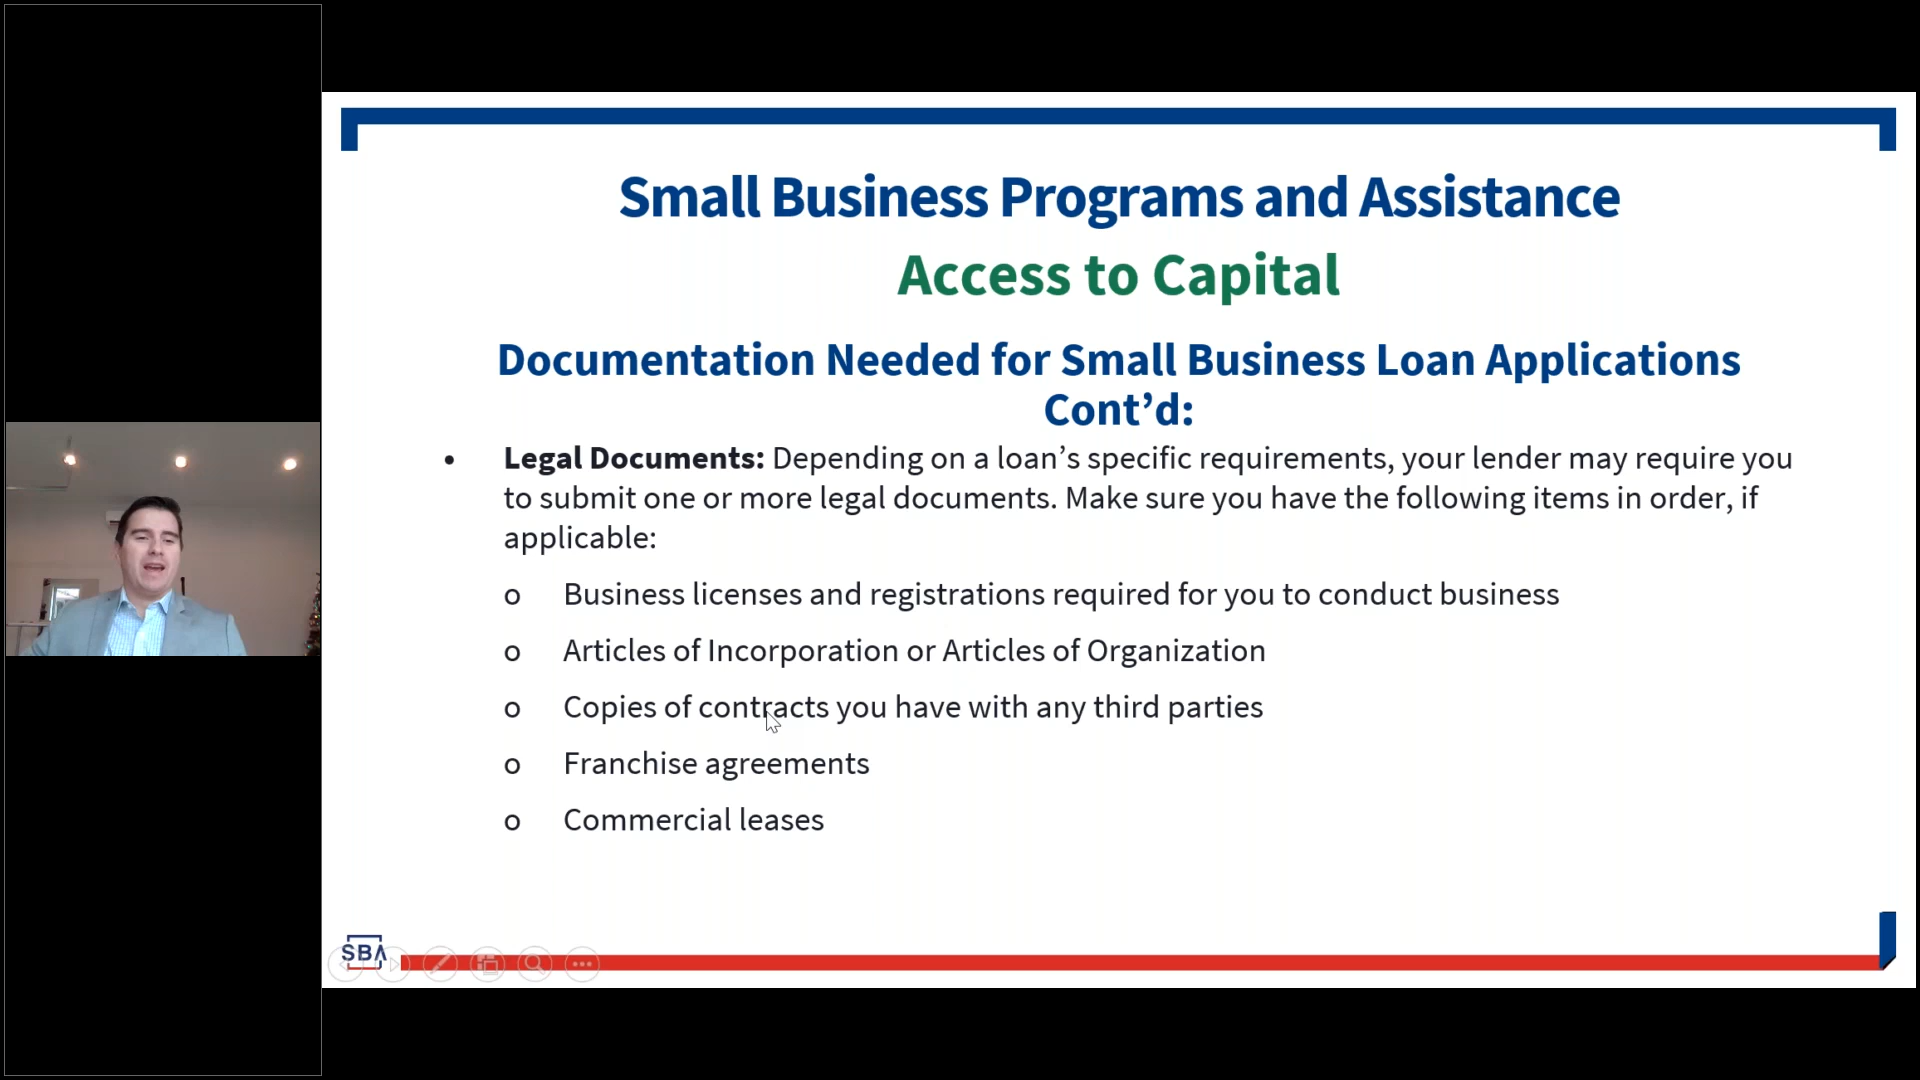 Small Business Programs and Assistance
Access to Capital
Documentation Needed for Small Business Loan Applications
Cont’d:
• Legal Documents: Depending on a loan’s specific requirements, your lender may require you
to submit one or more legal documents. Make sure you have the following items in order, if
applicable:
o Business licenses and registrations required for you to conduct business
o Articles of Incorporation or Articles of Organization
o Copies of contracts you have with any third parties
o Franchise agreements
o Commercial leases
SBA